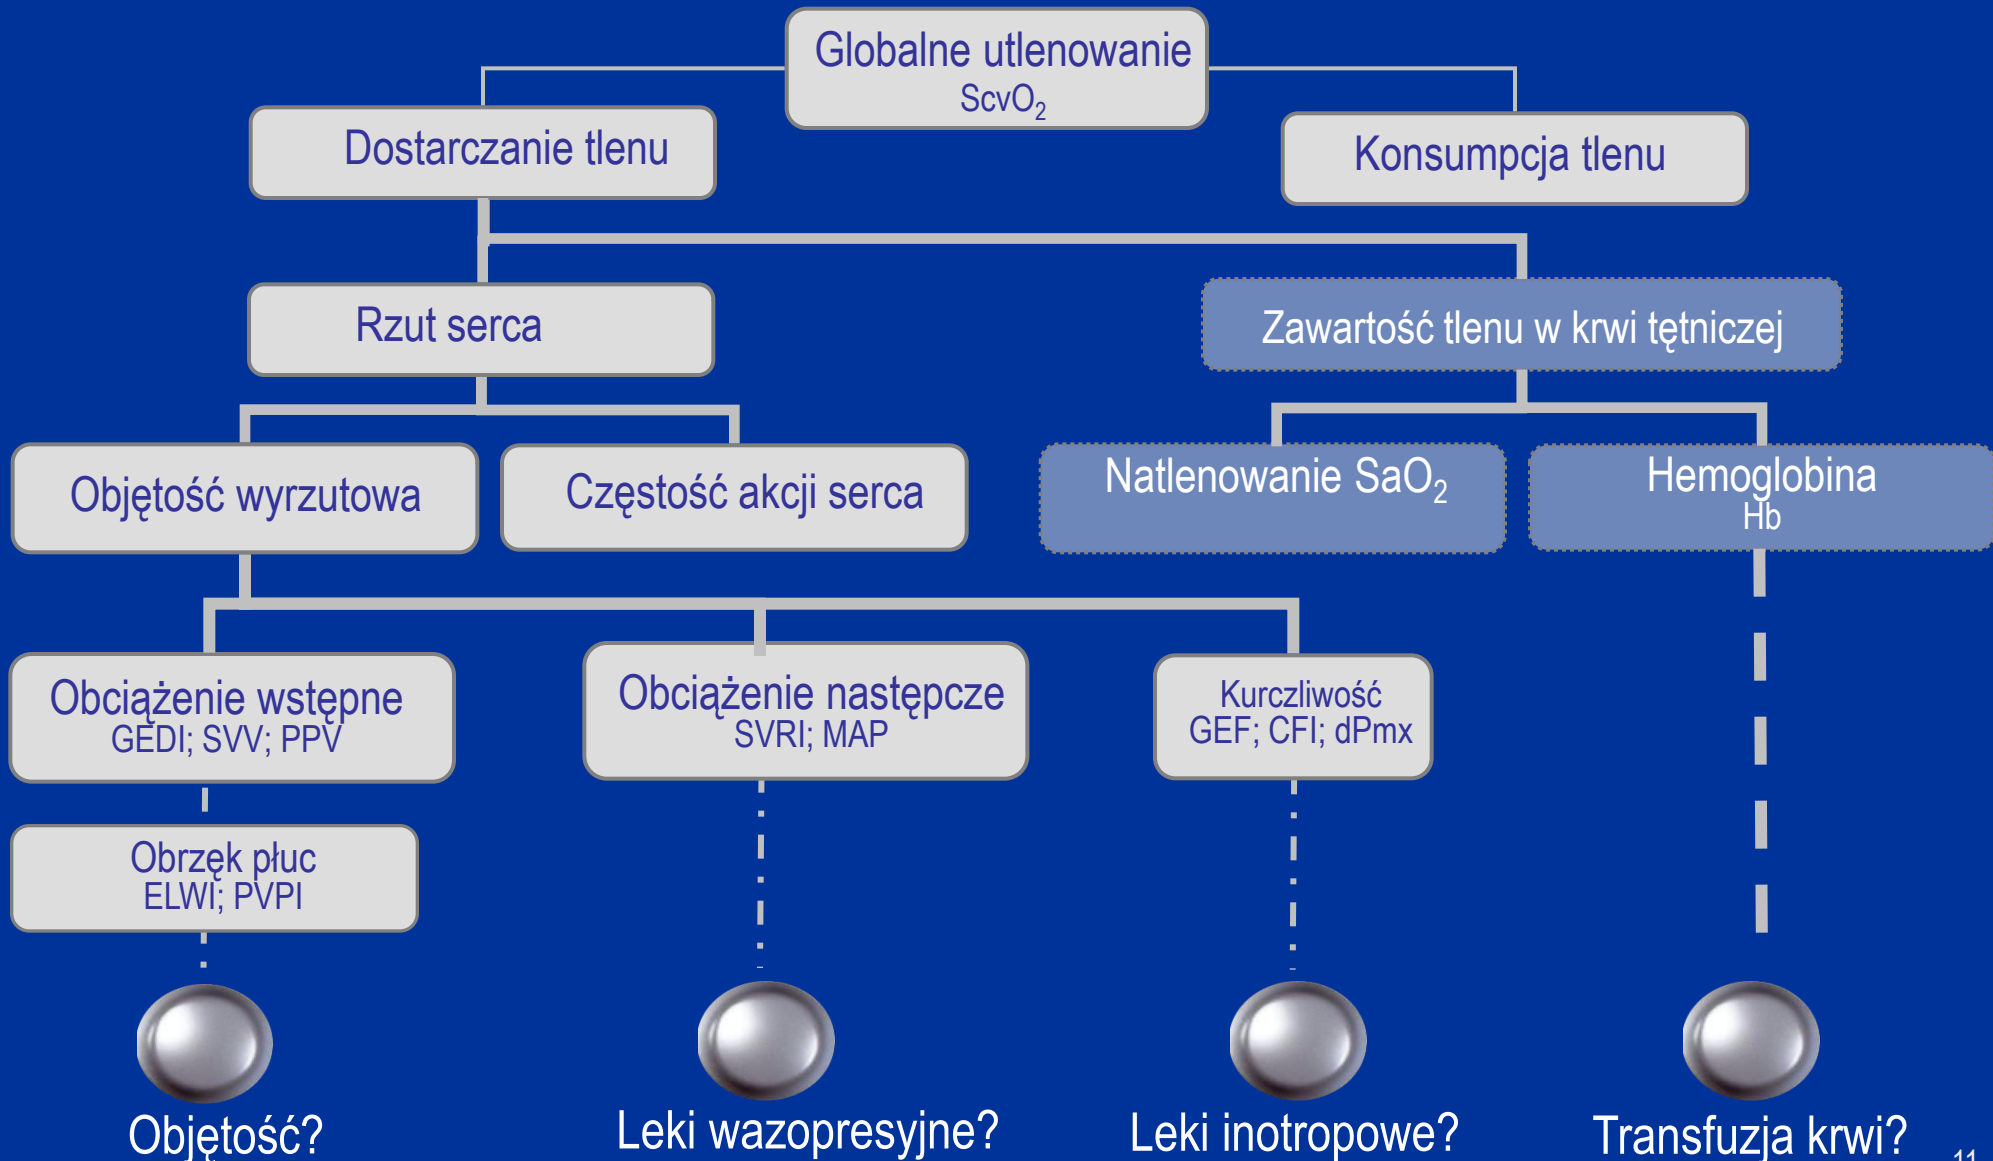 Globalne utlenowanie
ScvO₂
Dostarczanie tlenu
Konsumpcja tlenu
Rzut serca
Zawartość tlenu w krwi tętniczej
Objętość wyrzutowa
Częstość akcji serca
Natlenowanie SaO₂
Hemoglobina
Hb
Obciążenie wstępne
GEDI; SVV; PPV
Obciążenie następcze
SVRI; MAP
Kurczliwość
GEF; CFI; dPmx
Obrzęk płuc
ELWI; PVPI
Objętość?
Leki wazopresyjne?
Leki inotropowe?
Transfuzja krwi?
11